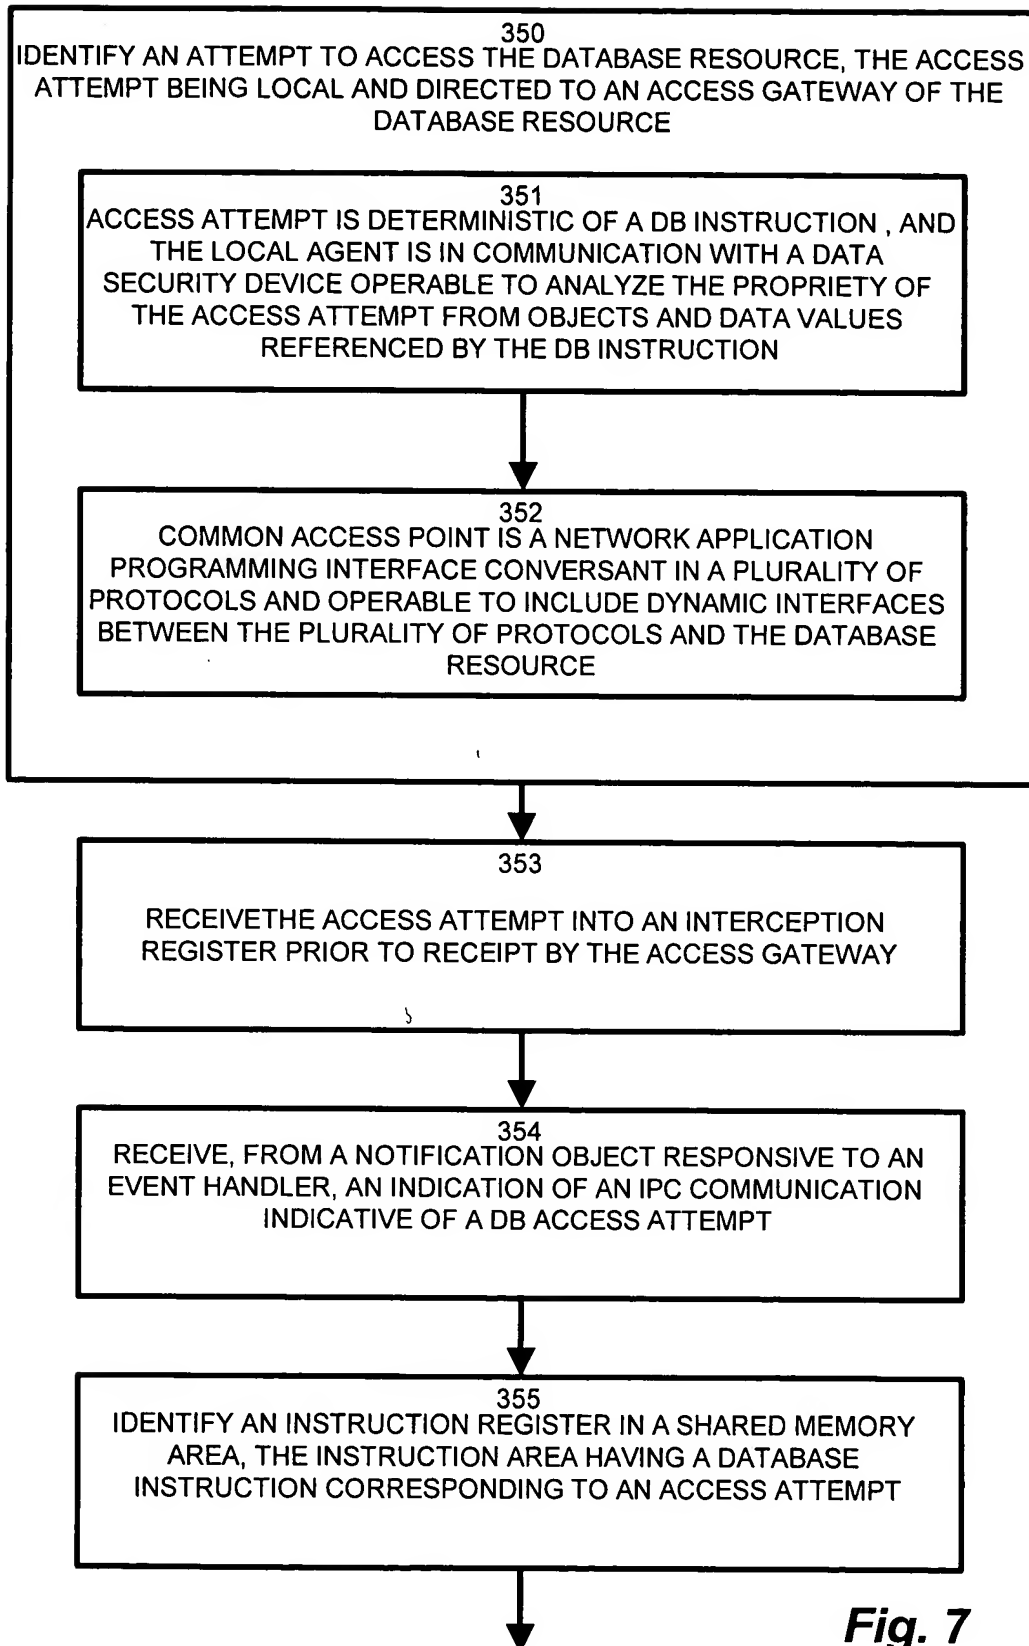 350
IDENTIFY AN ATTEMPT TO ACCESS THE DATABASE RESOURCE, THE ACCESS
ATTEMPT BEING LOCAL AND DIRECTED TO AN ACCESS GATEWAY OF THE
DATABASE RESOURCE
351
ACCESS ATTEMPT IS DETERMINISTIC OF A DB INSTRUCTION , AND
THE LOCAL AGENT IS IN COMMUNICATION WITH A DATA
SECURITY DEVICE OPERABLE TO ANALYZE THE PROPRIETY OF
THE ACCESS ATTEMPT FROM OBJECTS AND DATA VALUES
REFERENCED BY THE DB INSTRUCTION
352
COMMON ACCESS POINT IS A NETWORK APPLICATION
PROGRAMMING INTERFACE CONVERSANT IN A PLURALITY OF
PROTOCOLS AND OPERABLE TO INCLUDE DYNAMIC INTERFACES
BETWEEN THE PLURALITY OF PROTOCOLS AND THE DATABASE
RESOURCE
353
RECEIVETHE ACCESS ATTEMPT INTO AN INTERCEPTION
REGISTER PRIOR TO RECEIPT BY THE ACCESS GATEWAY
354
RECEIVE, FROM A NOTIFICATION OBJECT RESPONSIVE TO AN
EVENT HANDLER, AN INDICATION OF AN IPC COMMUNICATION
INDICATIVE OF A DB ACCESS ATTEMPT
355
IDENTIFY AN INSTRUCTION REGISTER IN A SHARED MEMORY
AREA, THE INSTRUCTION AREA HAVING A DATABASE
INSTRUCTION CORRESPONDING TO AN ACCESS ATTEMPT
Fig. 7